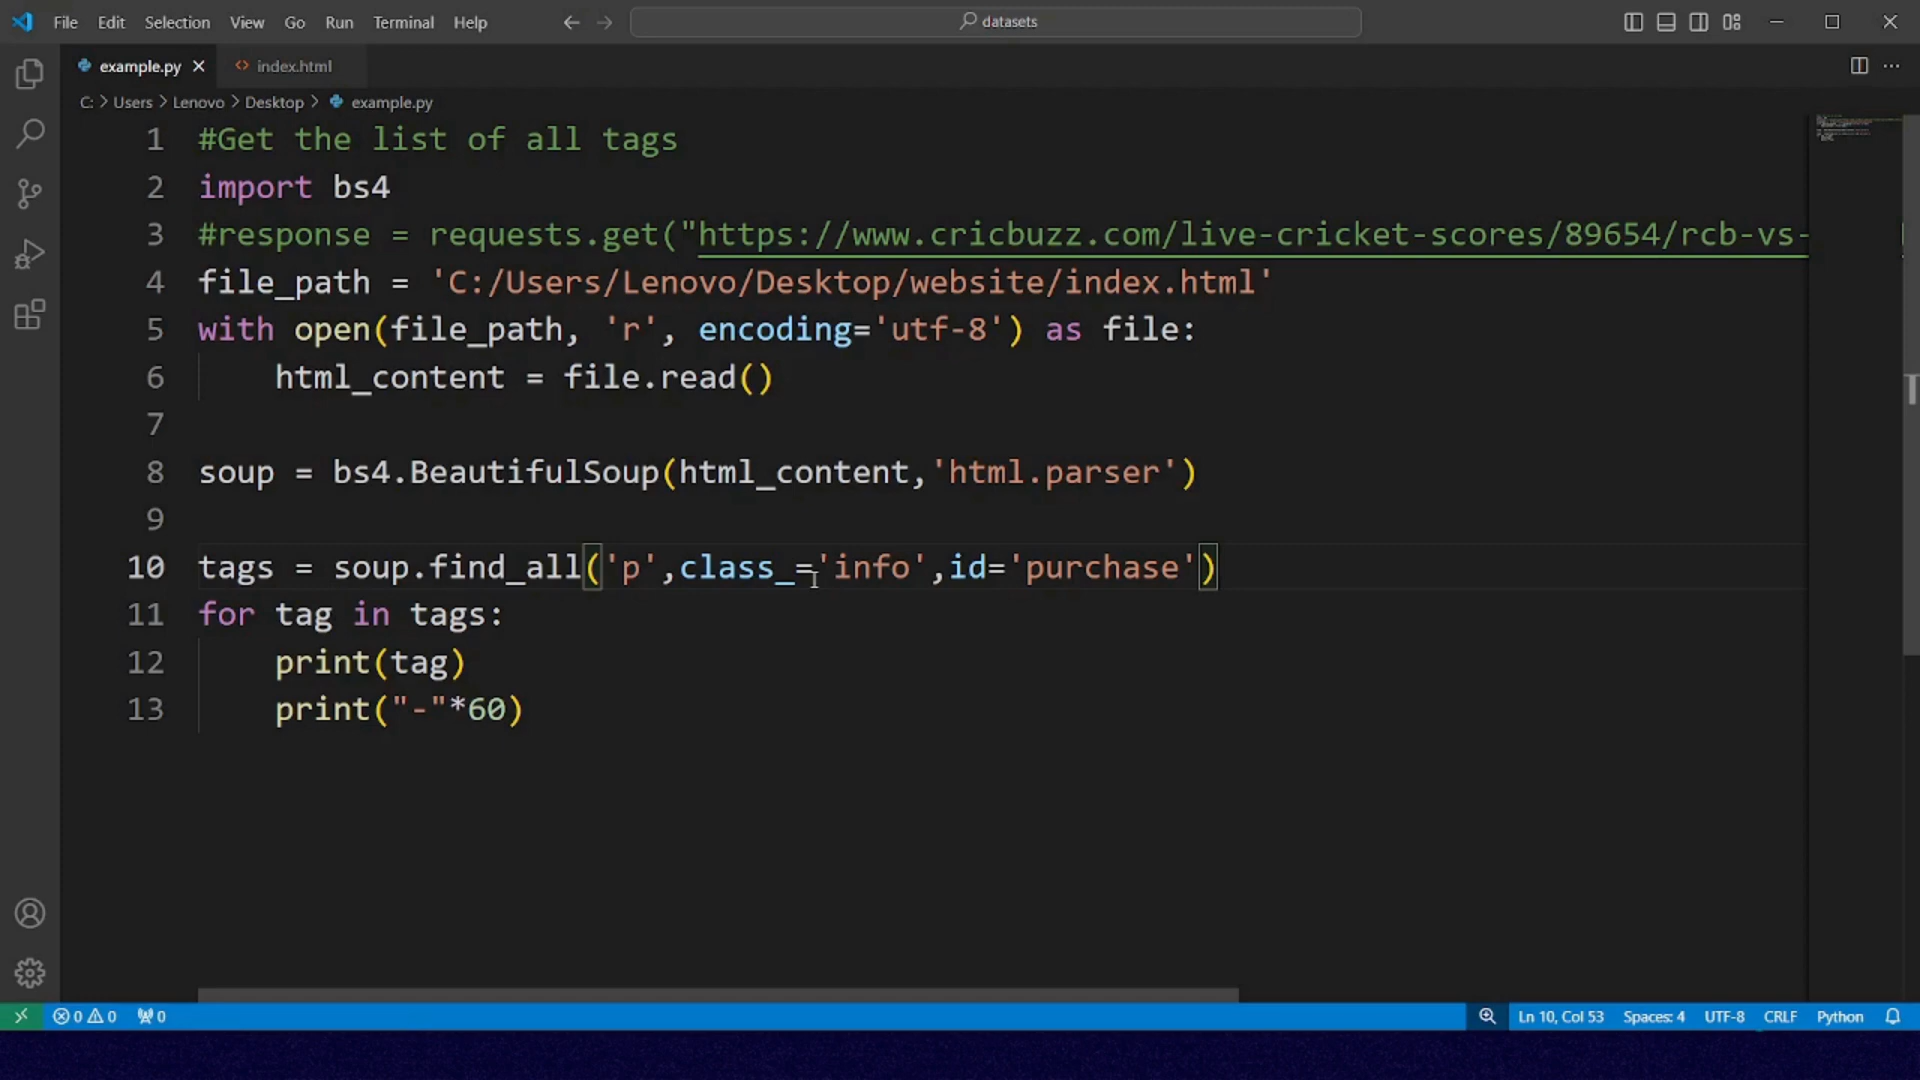 File Edit Selection View Go Run Terminal Help datasets
example.py index.html
C: > Users > Lenovo > Desktop > example.py
1 #Get the list of all tags
2 import bs4
3 #response = requests.get("https://www.cricbuzz.com/live-cricket-scores/89654/rcb-vs-
4 file_path = 'C:/Users/Lenovo/Desktop/website/index.html'
5 with open(file_path, 'r', encoding='utf-8') as file:
6     html_content = file.read()
7
8 soup = bs4.BeautifulSoup(html_content,'html.parser')
9
10 tags = soup.find_all('p',class_='info',id='purchase')
11 for tag in tags:
12     print(tag)
13     print("-"*60)
0 0 0 Ln 10, Col 53 Spaces: 4 UTF-8 CRLF Python